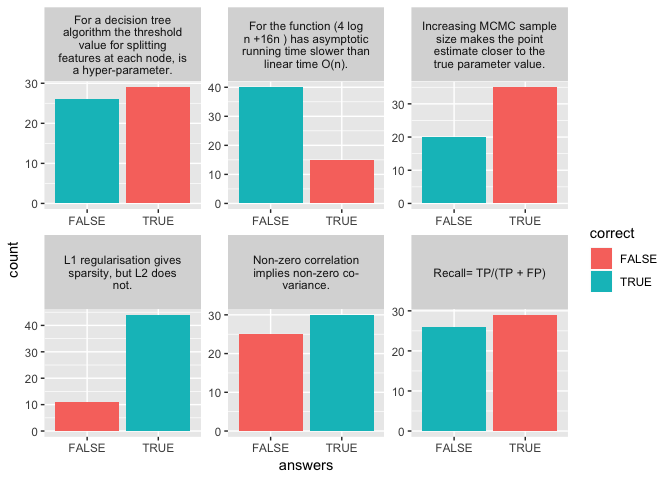 For a decision tree
algorithm the threshold
value for splitting
features at each node, is
a hyper-parameter.
For the function (4 log
n +16n ) has asymptotic
running time slower than
linear time O(n).
Increasing MCMC sample
size makes the point
estimate closer to the
true parameter value.
30
20
10
0
FALSE TRUE
40
30
20
10
0
FALSE TRUE
30
20
10
0
FALSE TRUE
L1 regularisation gives
sparsity, but L2 does
not.
Non-zero correlation
implies non-zero co-
variance.
Recall= TP/(TP + FP)
40
30
20
10
0
FALSE TRUE
30
20
10
0
FALSE TRUE
30
20
10
0
FALSE TRUE
count
answers
correct
FALSE
TRUE